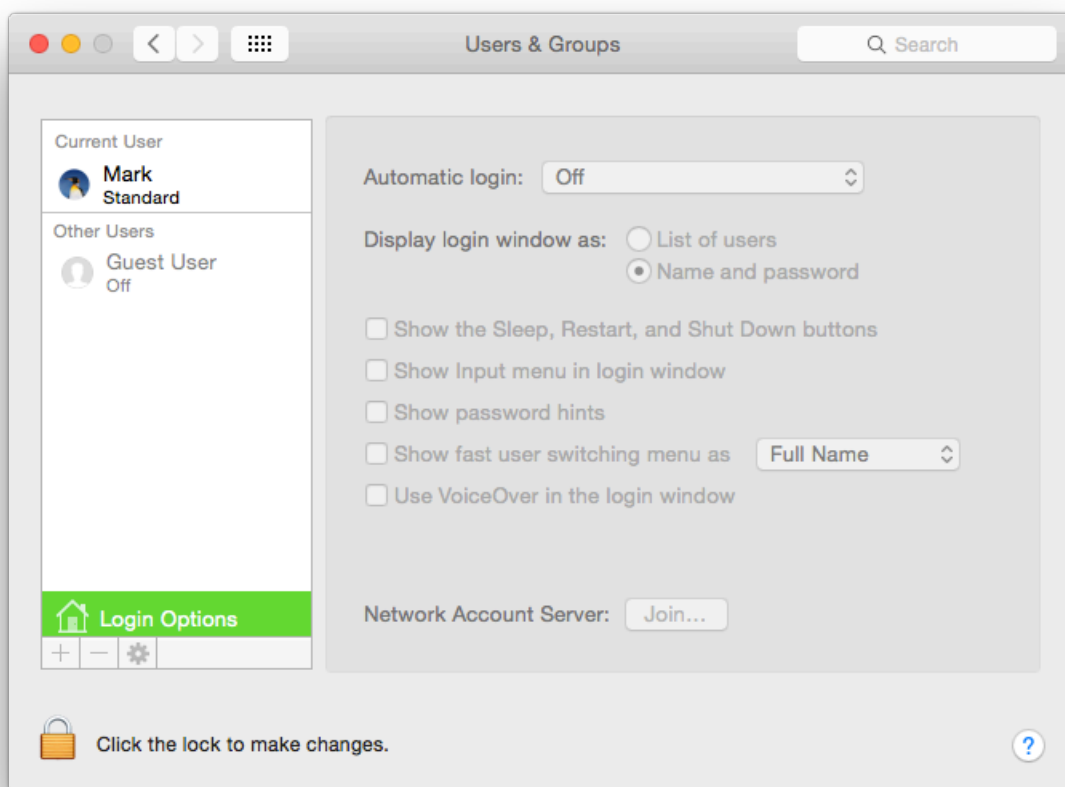 Users & Groups
Search
Current User
Mark
Standard
Other Users
Guest User
Off
Login Options
Automatic login: Off
Display login window as: List of users
Name and password
Show the Sleep, Restart, and Shut Down buttons
Show Input menu in login window
Show password hints
Show fast user switching menu as Full Name
Use VoiceOver in the login window
Network Account Server: Join...
Click the lock to make changes.
?